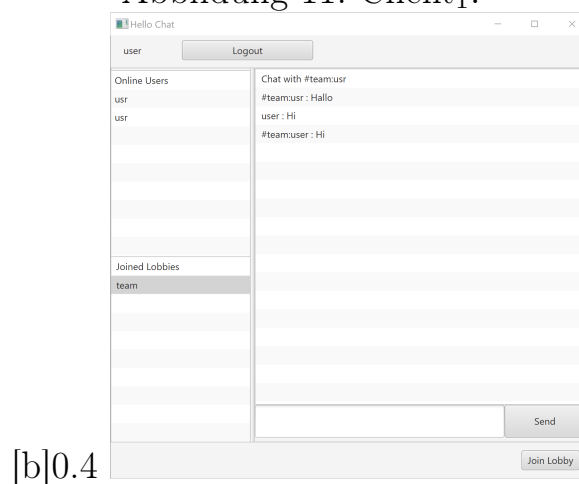 Abbildung 11: Client₁.
Hello Chat
user
Logout
Online Users
usr
usr
Joined Lobbies
team
Chat with #team:usr
#team:usr : Hallo
user : Hi
#team:user : Hi
Send
Join Lobby
[b]0.4